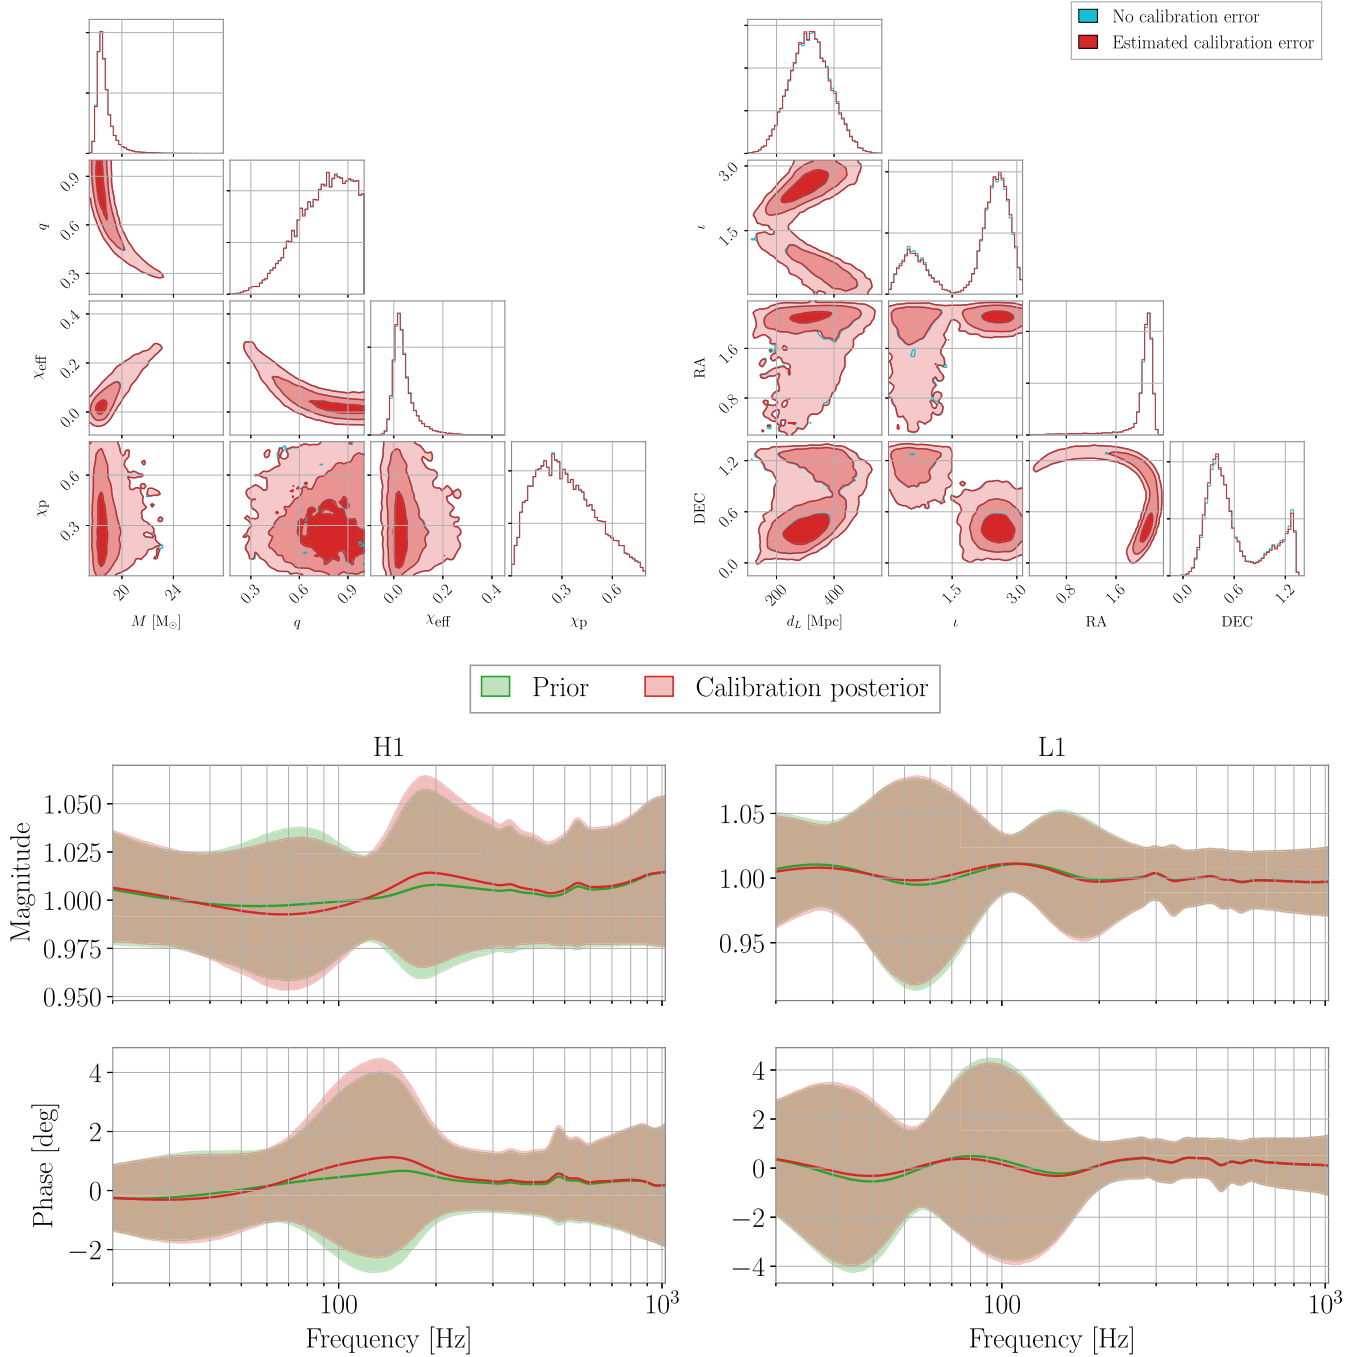 No calibration error
Estimated calibration error
q
0.9
0.6
0.3
χeff
0.4
0.2
0.0
χp
0.6
0.3
20
24
M [M☉]
0.3
0.6
0.9
q
0.0
0.2
0.4
χeff
0.3
0.6
χp
ι
3.0
1.5
RA
1.6
0.8
DEC
1.2
0.6
0.0
200
400
dL [Mpc]
1.5
3.0
ι
0.8
1.6
RA
0.0
0.6
1.2
DEC
Prior
Calibration posterior
H1
Magnitude
1.050
1.025
1.000
0.975
0.950
L1
1.05
1.00
0.95
Phase [deg]
4
2
0
−2
100
10³
Frequency [Hz]
4
2
0
−2
−4
100
10³
Frequency [Hz]